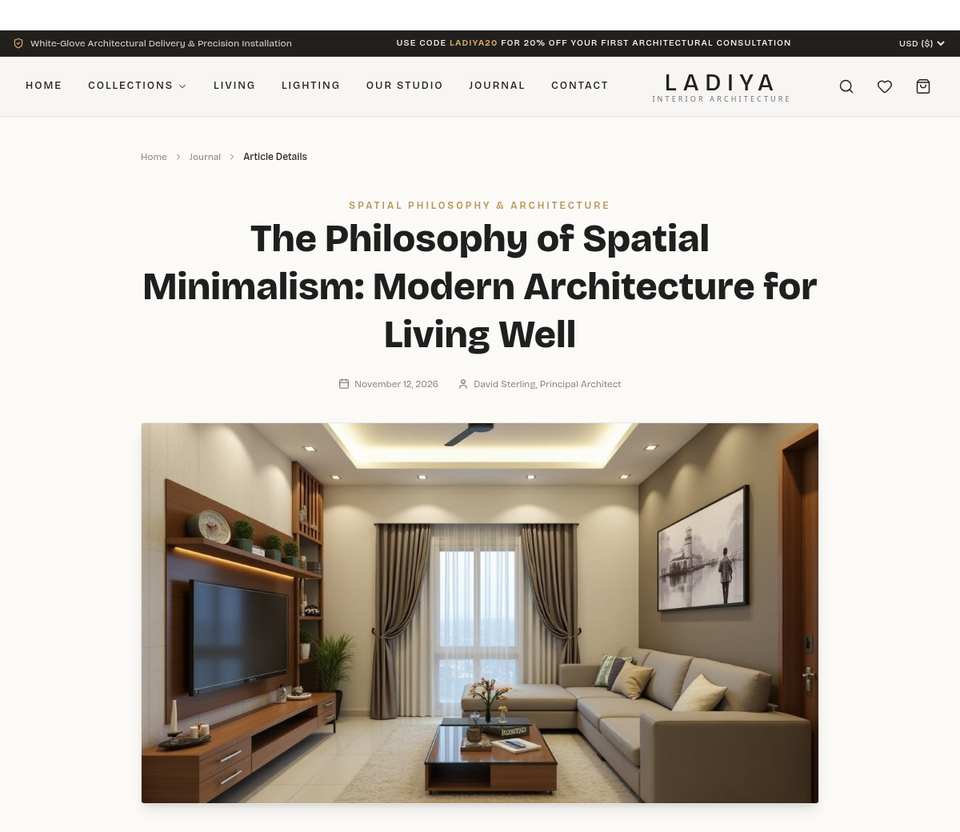 White-Glove Architectural Delivery & Precision Installation
USE CODE LADIYA20 FOR 20% OFF YOUR FIRST ARCHITECTURAL CONSULTATION
USD ($)
HOME
COLLECTIONS
LIVING
LIGHTING
OUR STUDIO
JOURNAL
CONTACT
LADIYA
INTERIOR ARCHITECTURE
Home
Journal
Article Details
SPATIAL PHILOSOPHY & ARCHITECTURE
The Philosophy of Spatial
Minimalism: Modern Architecture for
Living Well
November 12, 2026
David Sterling, Principal Architect